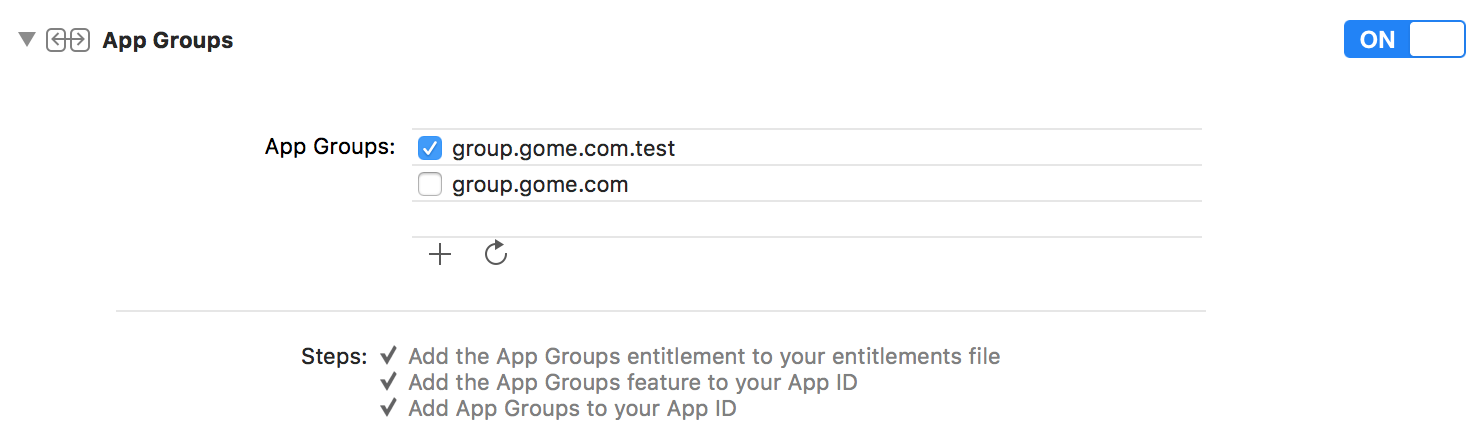 App Groups
ON
App Groups: group.gome.com.test
group.gome.com
Steps: Add the App Groups entitlement to your entitlements file
Add the App Groups feature to your App ID
Add App Groups to your App ID